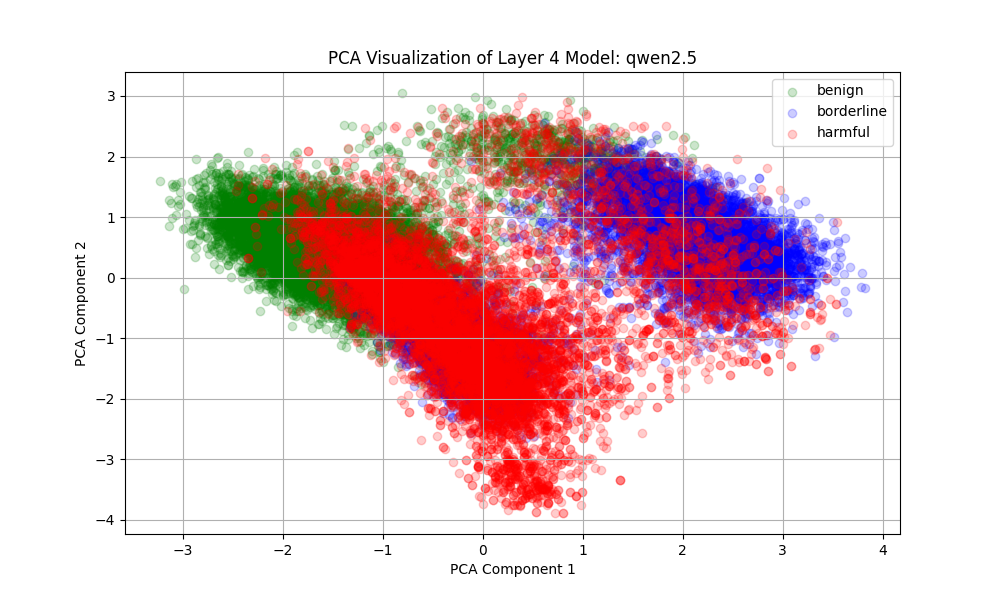 PCA Visualization of Layer 4 Model: qwen2.5
benign
borderline
harmful
PCA Component 2
3
2
1
0
−1
−2
−3
−4
−3
−2
−1
0
1
2
3
4
PCA Component 1